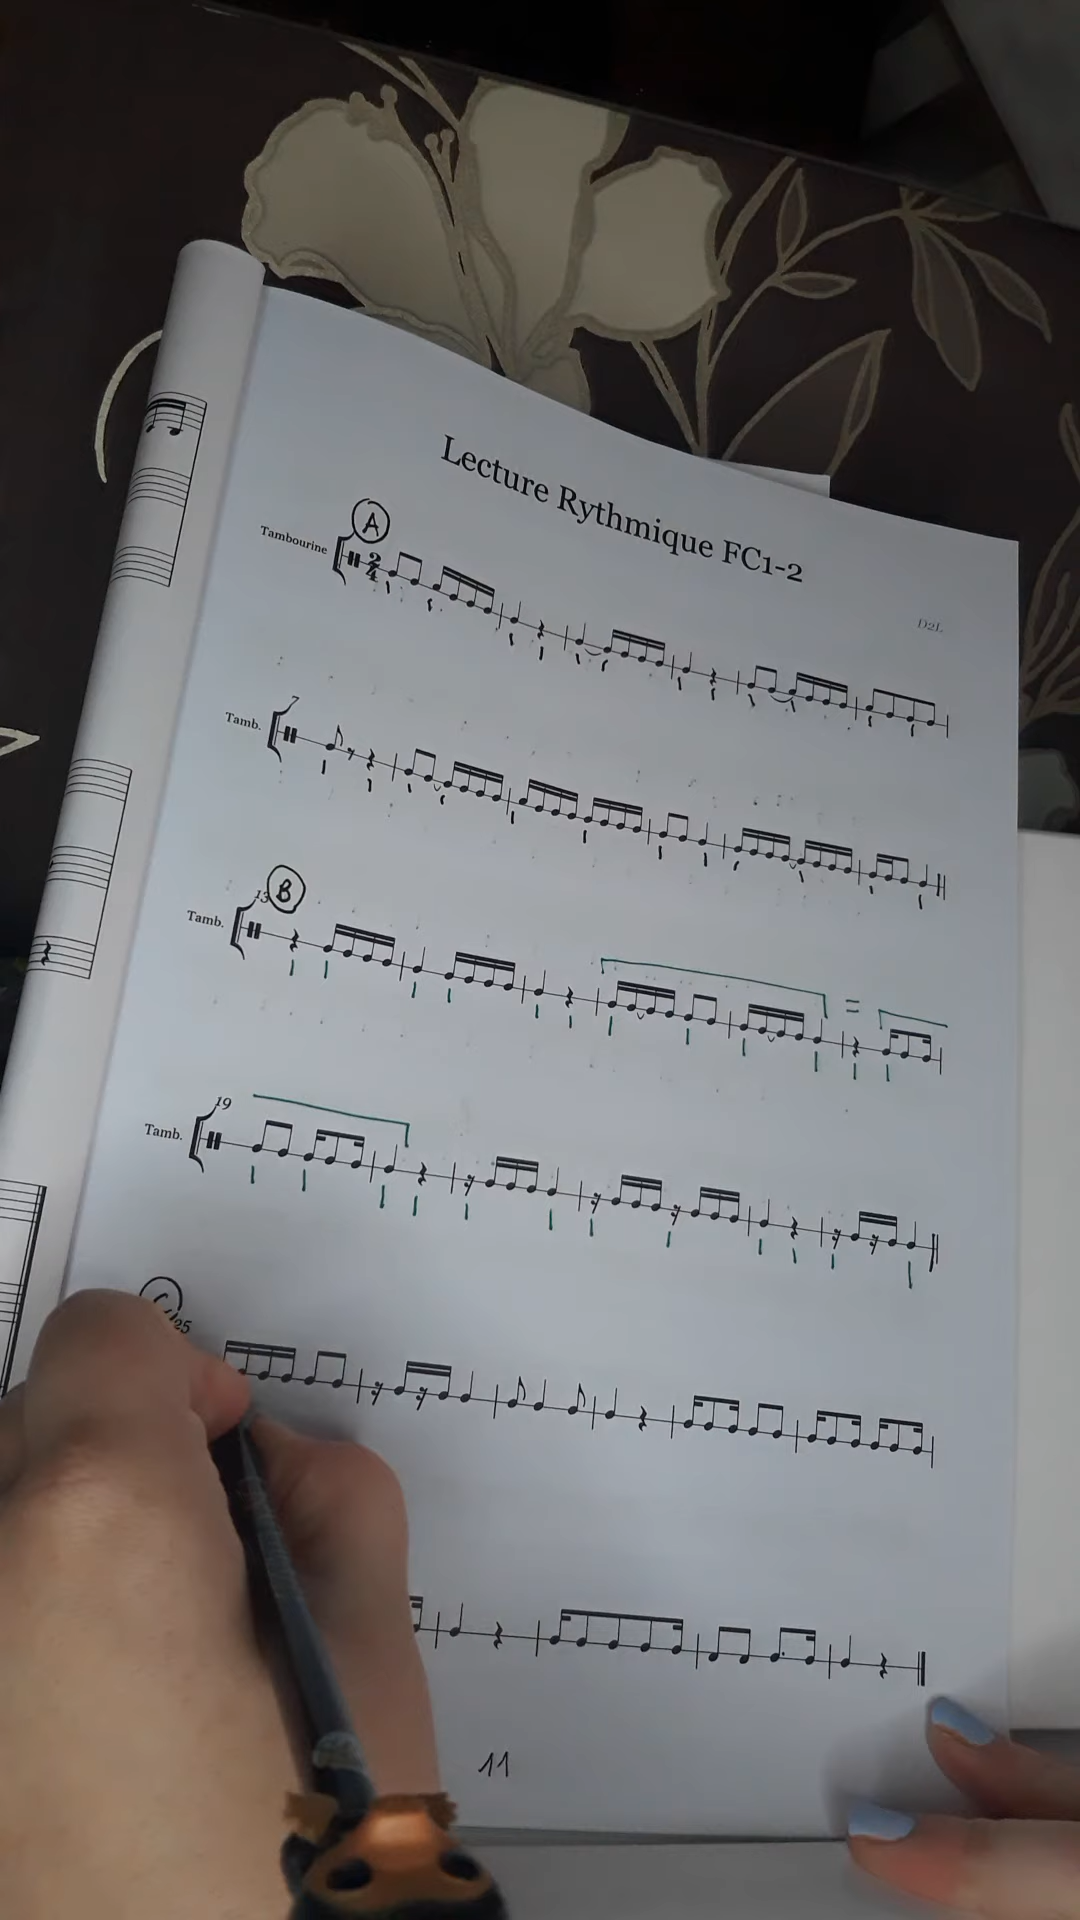 Lecture Rythmique FC1-2
D2L
A
Tambourine
2
4
7
Tamb.
13
B
Tamb.
=
19
Tamb.
25
11